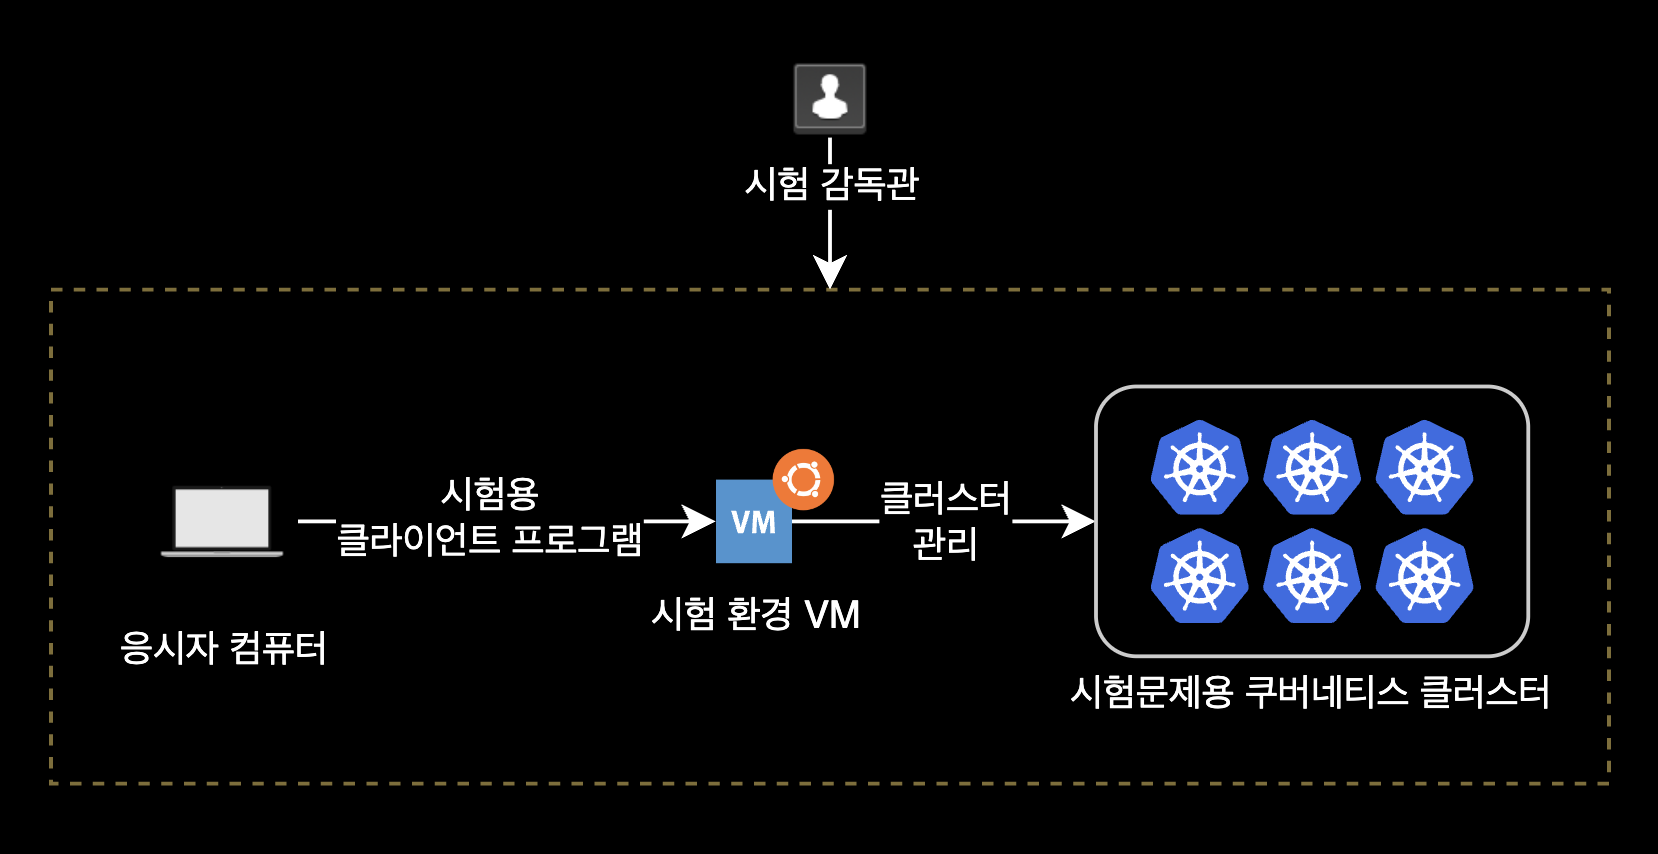 시험 감독관
시험용
클라이언트 프로그램
VM
클러스터
관리
시험 환경 VM
응시자 컴퓨터
시험문제용 쿠버네티스 클러스터